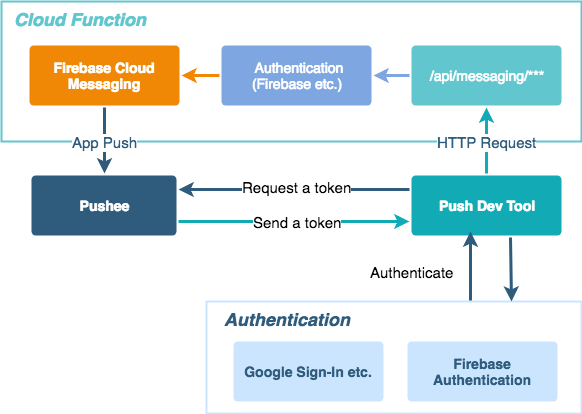 Cloud Function
Firebase Cloud
Messaging
Authentication
(Firebase etc.)
/api/messaging/***
App Push
HTTP Request
Pushee
Request a token
Send a token
Push Dev Tool
Authenticate
Authentication
Google Sign-In etc.
Firebase
Authentication